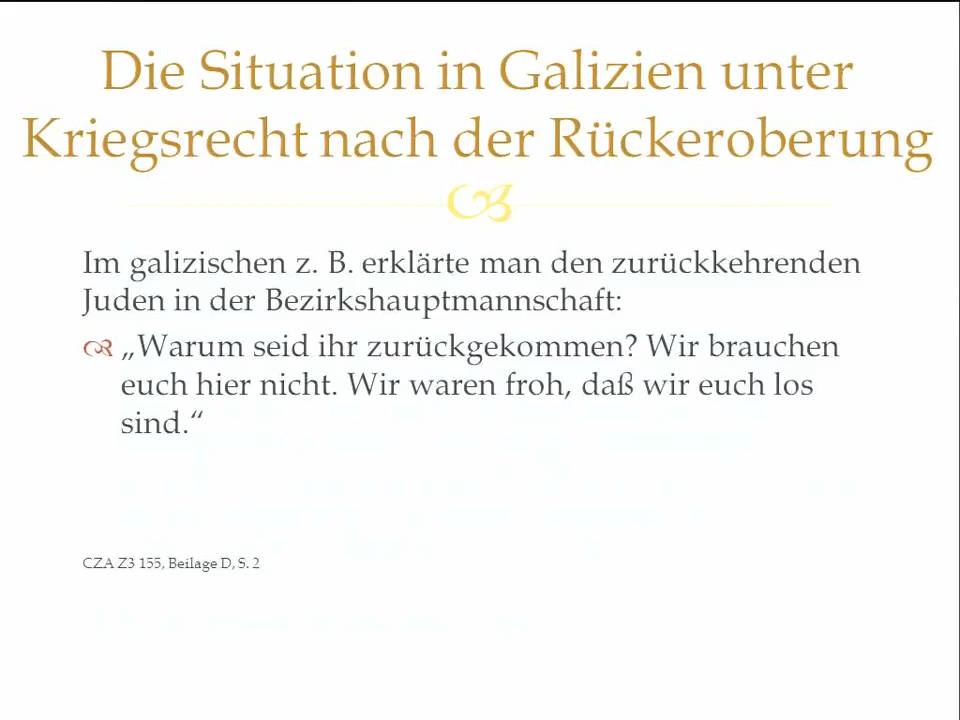 Die Situation in Galizien unter
Kriegsrecht nach der Rückeroberung
Im galizischen z. B. erklärte man den zurückkehrenden
Juden in der Bezirkshauptmannschaft:
„Warum seid ihr zurückgekommen? Wir brauchen
euch hier nicht. Wir waren froh, daß wir euch los
sind.“
CZA Z3 155, Beilage D, S. 2